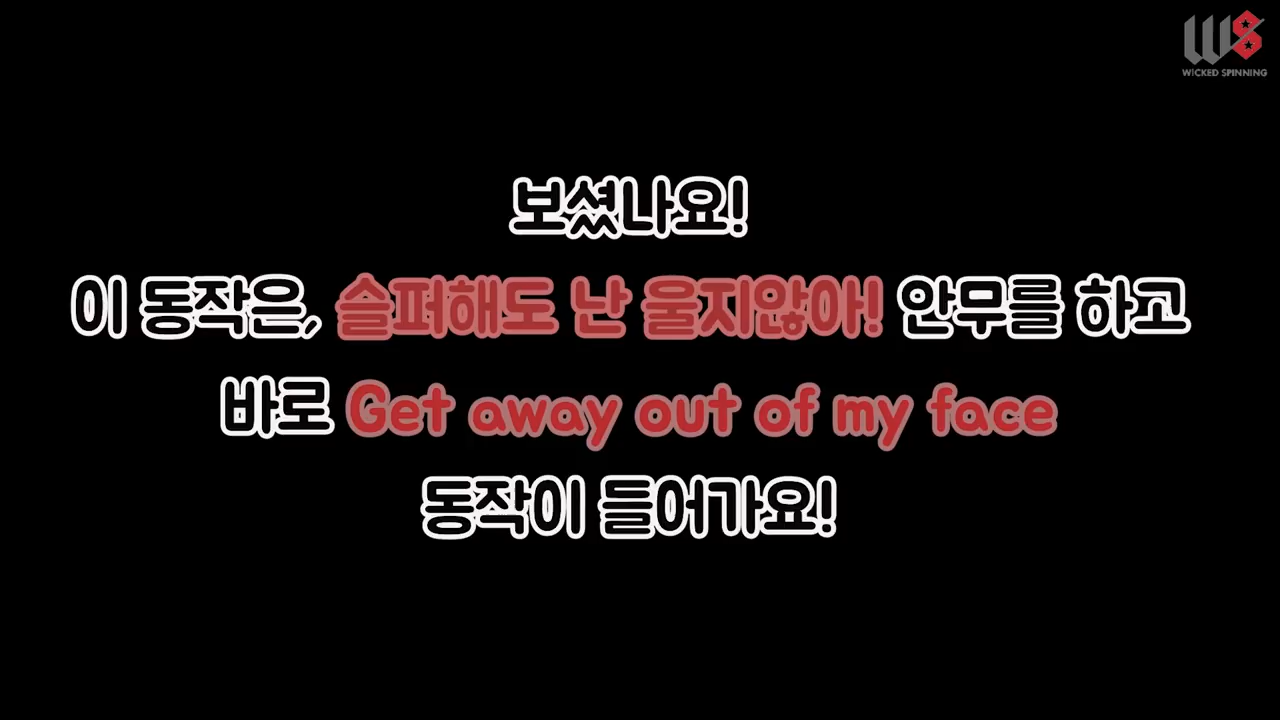 WS
WICKED SPINNING
보셨나요!
이 동작은, 슬퍼해도 난 울지않아! 안무를 하고
바로 Get away out of my face
동작이 들어가요!